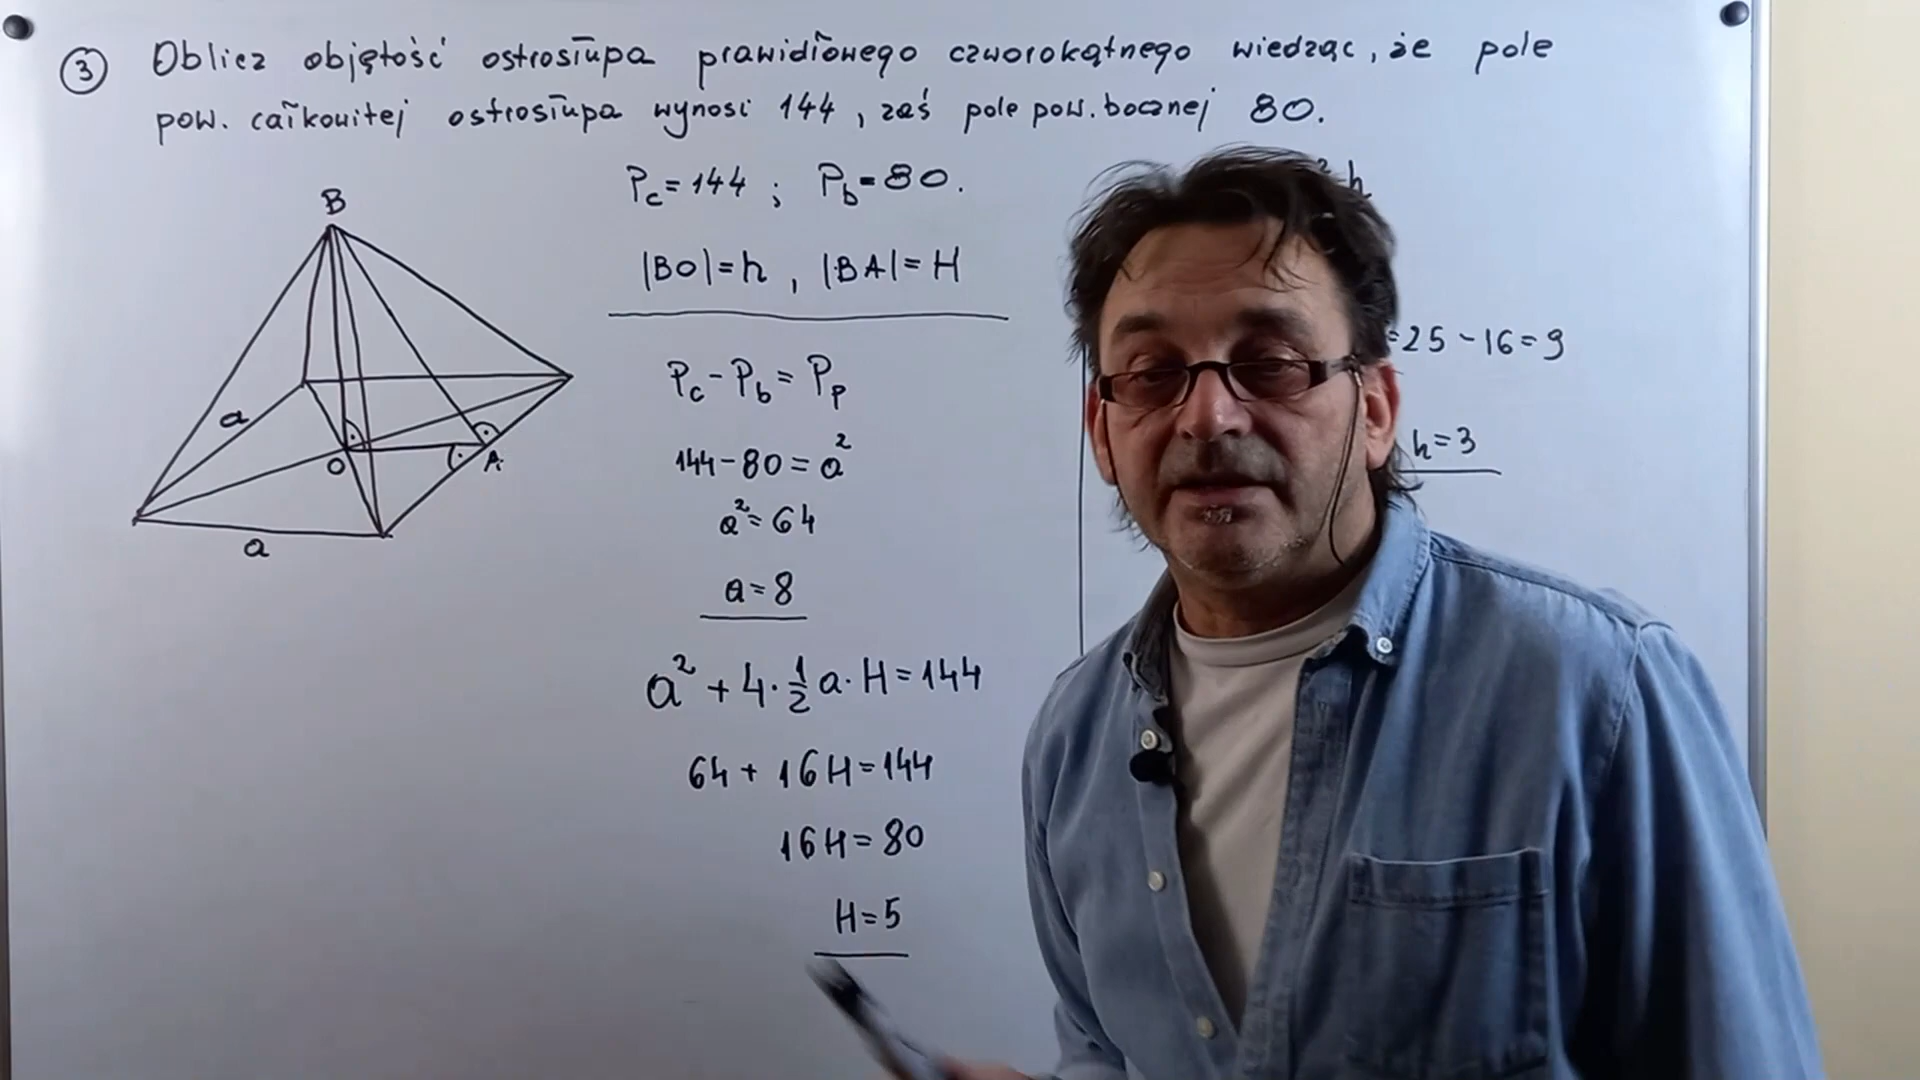 ③ Oblicz objętość ostrosłupa prawidłowego czworokątnego wiedząc, że pole
pow. całkowitej ostrosłupa wynosi 144, zaś pole pow. bocznej 80.
B
a
O
A
a
Pc=144 ; Pb=80.
|BO|=h, |BA|=H
Pc-Pb=Pp
144-80=a²
a²=64
a=8
a²+4·½a·H=144
64+16H=144
16H=80
H=5
² h
=25-16=9
h=3